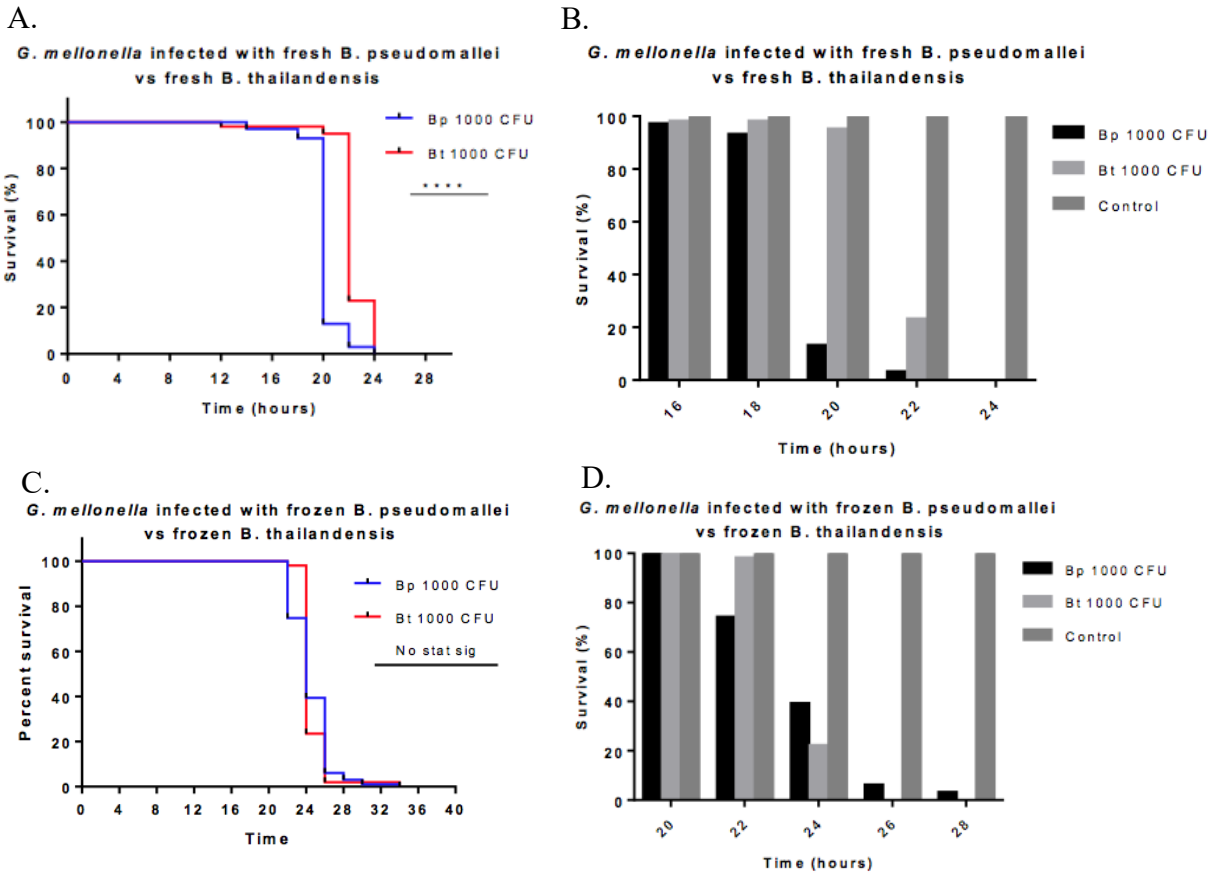 A.
G. mellonella infected with fresh B. pseudomallei
vs fresh B. thailandensis
100
80
60
40
20
0
Survival (%)
0 4 8 12 16 20 24 28
Time (hours)
Bp 1000 CFU
Bt 1000 CFU
****
B.
G. mellonella infected with fresh B. pseudomallei
vs fresh B. thailandensis
100
80
60
40
20
0
Survival (%)
16 18 20 22 24
Time (hours)
Bp 1000 CFU
Bt 1000 CFU
Control
C.
G. mellonella infected with frozen B. pseudomallei
vs frozen B. thailandensis
100
80
60
40
20
0
Percent survival
0 4 8 12 16 20 24 28 32 36 40
Time
Bp 1000 CFU
Bt 1000 CFU
No stat sig
D.
G. mellonella infected with frozen B. pseudomallei
vs frozen B. thailandensis
100
80
60
40
20
0
Survival (%)
20 22 24 26 28
Time (hours)
Bp 1000 CFU
Bt 1000 CFU
Control